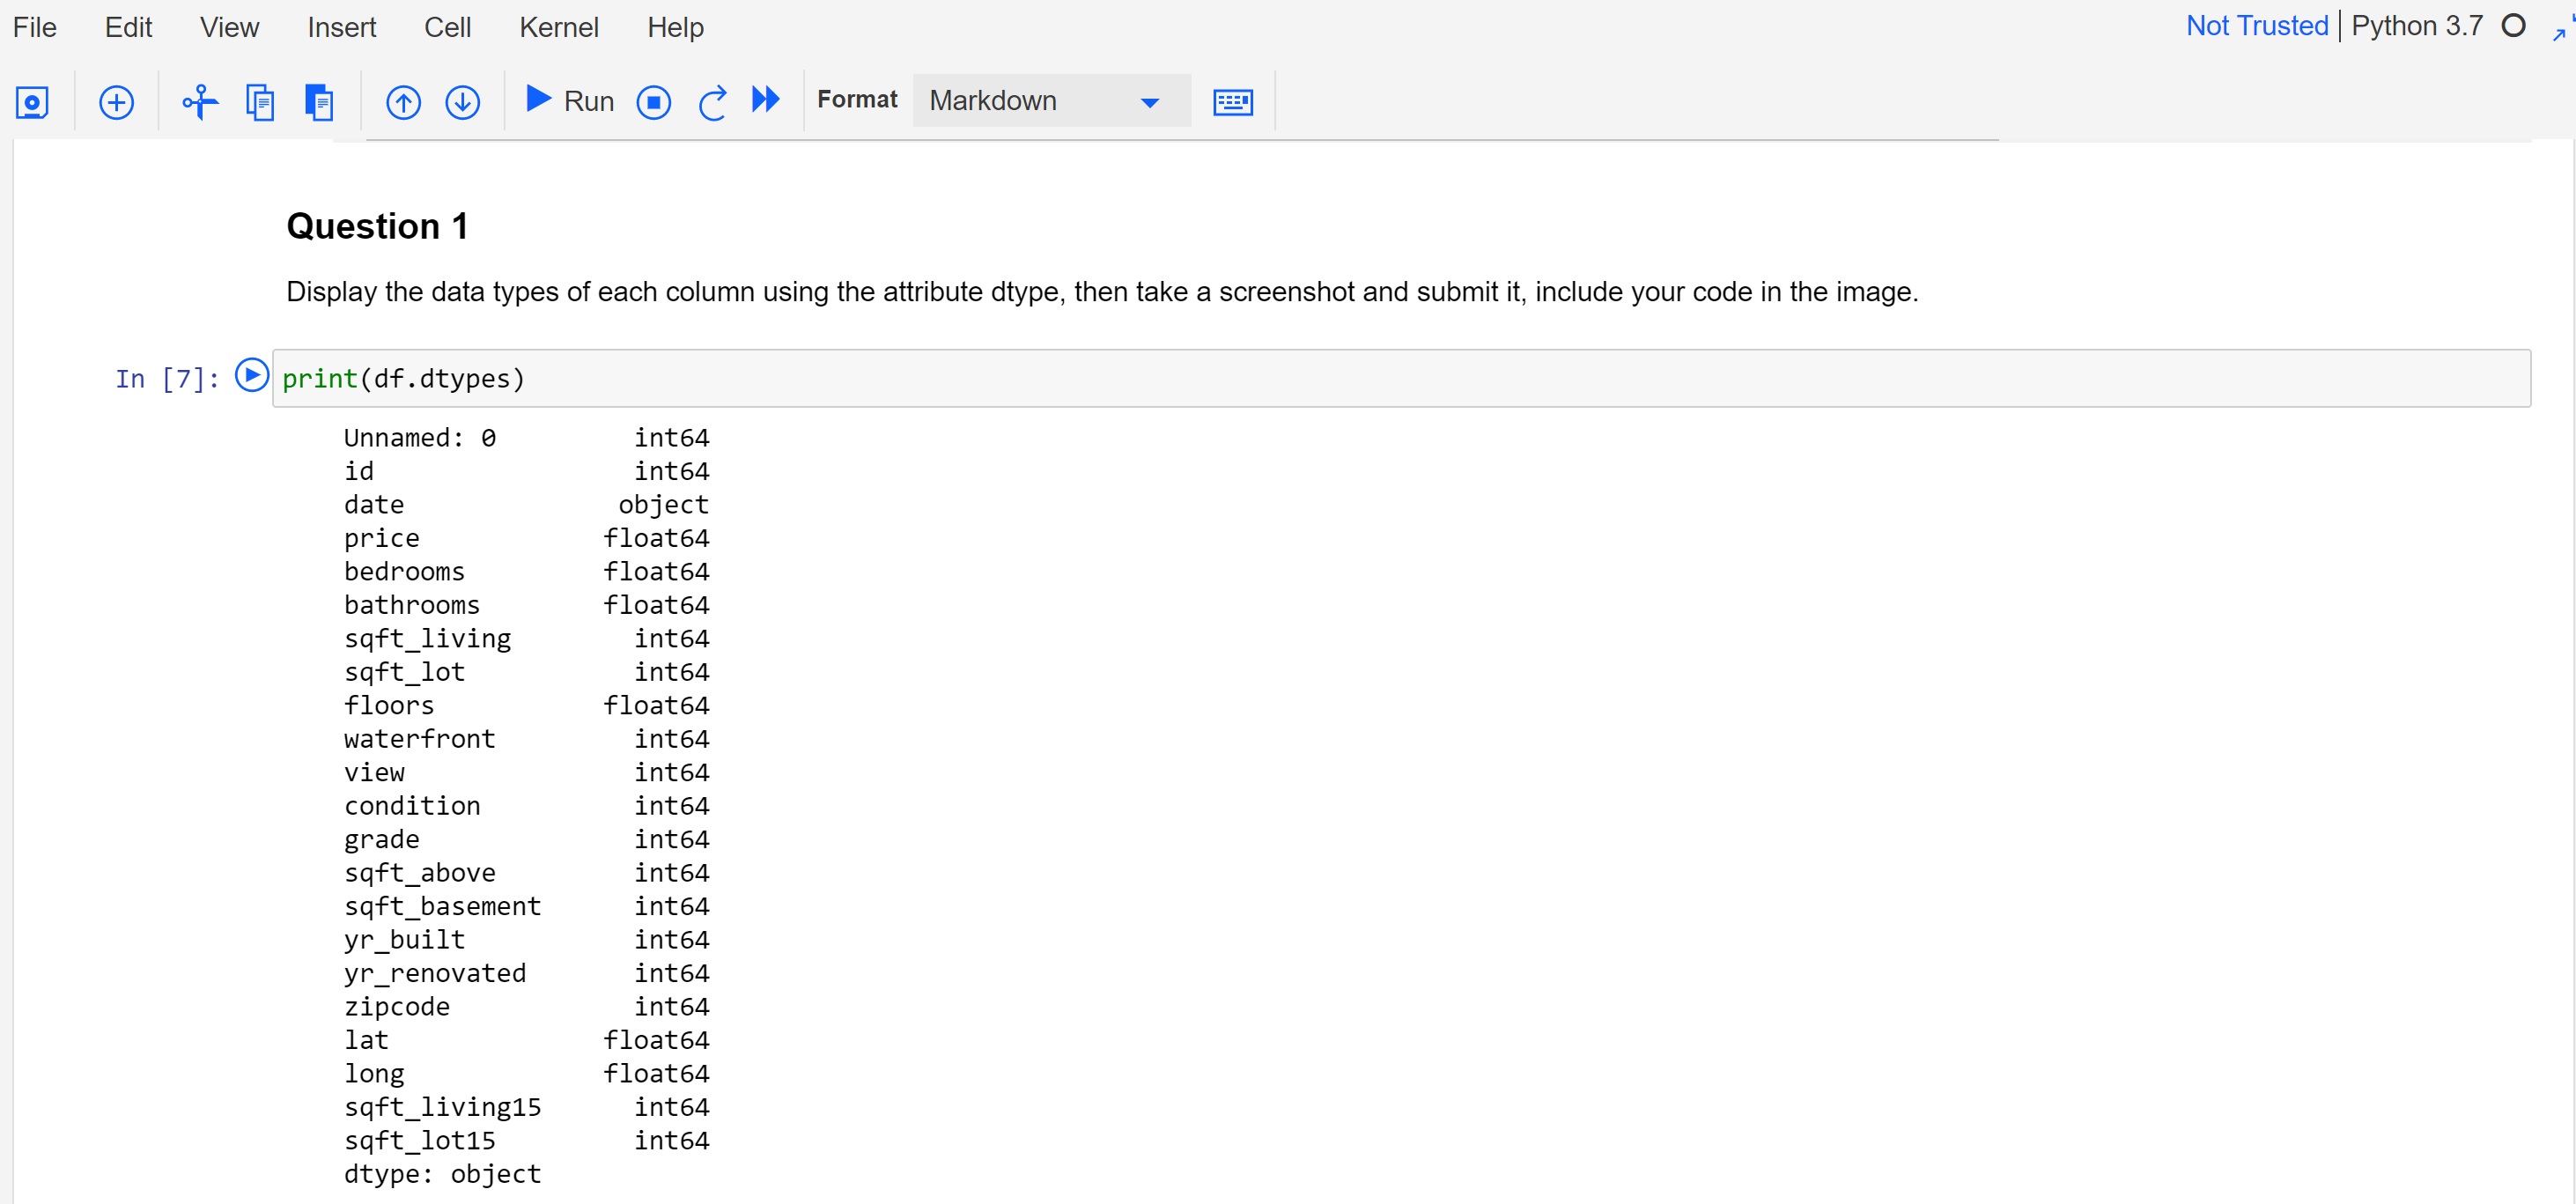 File Edit View Insert Cell Kernel Help Not Trusted | Python 3.7
Run Format Markdown
Question 1
Display the data types of each column using the attribute dtype, then take a screenshot and submit it, include your code in the image.
In [7]: print(df.dtypes)
Unnamed: 0 int64
id int64
date object
price float64
bedrooms float64
bathrooms float64
sqft_living int64
sqft_lot int64
floors float64
waterfront int64
view int64
condition int64
grade int64
sqft_above int64
sqft_basement int64
yr_built int64
yr_renovated int64
zipcode int64
lat float64
long float64
sqft_living15 int64
sqft_lot15 int64
dtype: object